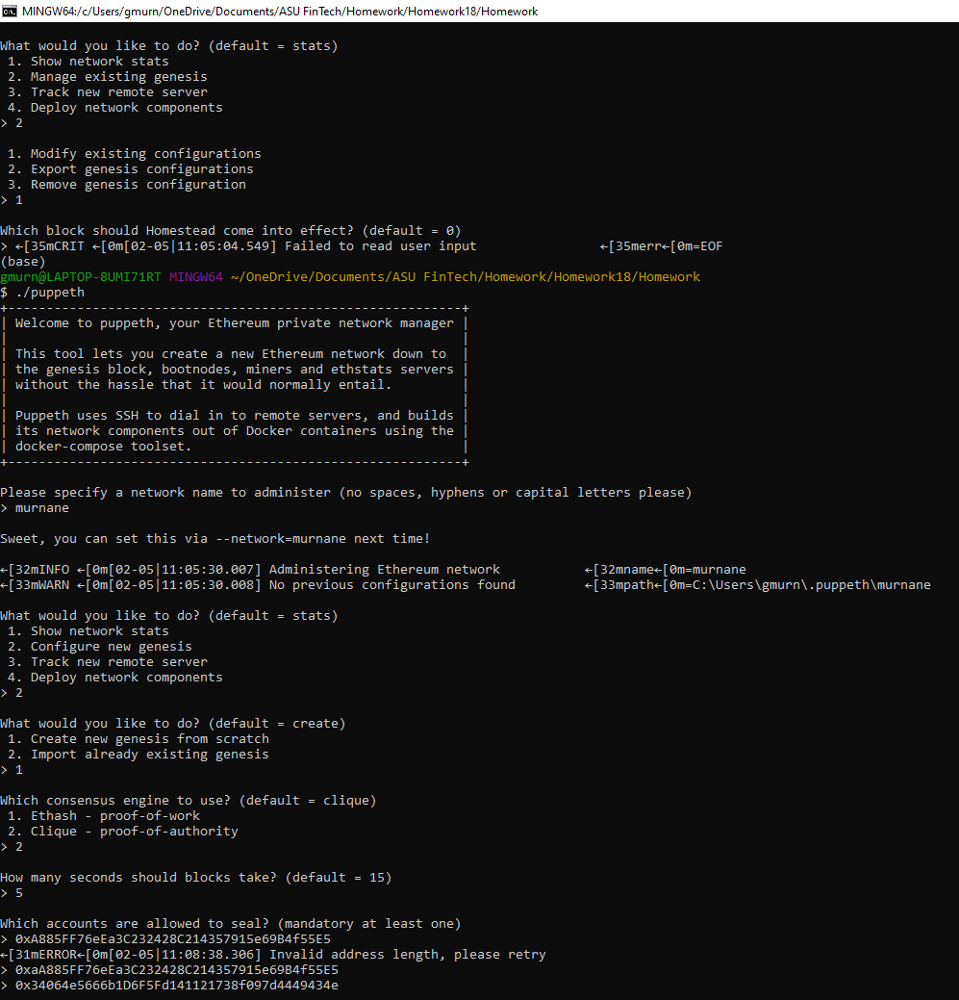 MINGW64:/c/Users/gmurn/OneDrive/Documents/ASU FinTech/Homework/Homework18/Homework
What would you like to do? (default = stats)
1. Show network stats
2. Manage existing genesis
3. Track new remote server
4. Deploy network components
> 2
1. Modify existing configurations
2. Export genesis configurations
3. Remove genesis configuration
> 1
Which block should Homestead come into effect? (default = 0)
> ←[35mCRIT ←[0m[02-05|11:05:04.549] Failed to read user input                ←[35merr←[0m=EOF
(base)
gmurn@LAPTOP-8UMI71RT MINGW64 ~/OneDrive/Documents/ASU FinTech/Homework/Homework18/Homework
$ ./puppeth
+-----------------------------------------------------------+
| Welcome to puppeth, your Ethereum private network manager |
|                                                           |
| This tool lets you create a new Ethereum network down to  |
| the genesis block, bootnodes, miners and ethstats servers |
| without the hassle that it would normally entail.         |
|                                                           |
| Puppeth uses SSH to dial in to remote servers, and builds |
| its network components out of Docker containers using the |
| docker-compose toolset.                                   |
+-----------------------------------------------------------+
Please specify a network name to administer (no spaces, hyphens or capital letters please)
> murnane
Sweet, you can set this via --network=murnane next time!
←[32mINFO ←[0m[02-05|11:05:30.007] Administering Ethereum network           ←[32mname←[0m=murnane
←[33mWARN ←[0m[02-05|11:05:30.008] No previous configurations found         ←[33mpath←[0m=C:\Users\gmurn\.puppeth\murnane
What would you like to do? (default = stats)
1. Show network stats
2. Configure new genesis
3. Track new remote server
4. Deploy network components
> 2
What would you like to do? (default = create)
1. Create new genesis from scratch
2. Import already existing genesis
> 1
Which consensus engine to use? (default = clique)
1. Ethash - proof-of-work
2. Clique - proof-of-authority
> 2
How many seconds should blocks take? (default = 15)
> 5
Which accounts are allowed to seal? (mandatory at least one)
> 0xA885FF76eEa3C232428C214357915e69B4f55E5
←[31mERROR←[0m[02-05|11:08:38.306] Invalid address length, please retry
> 0xaA885FF76eEa3C232428C214357915e69B4f55E5
> 0x34064e5666b1D6F5Fd141121738f097d4449434e